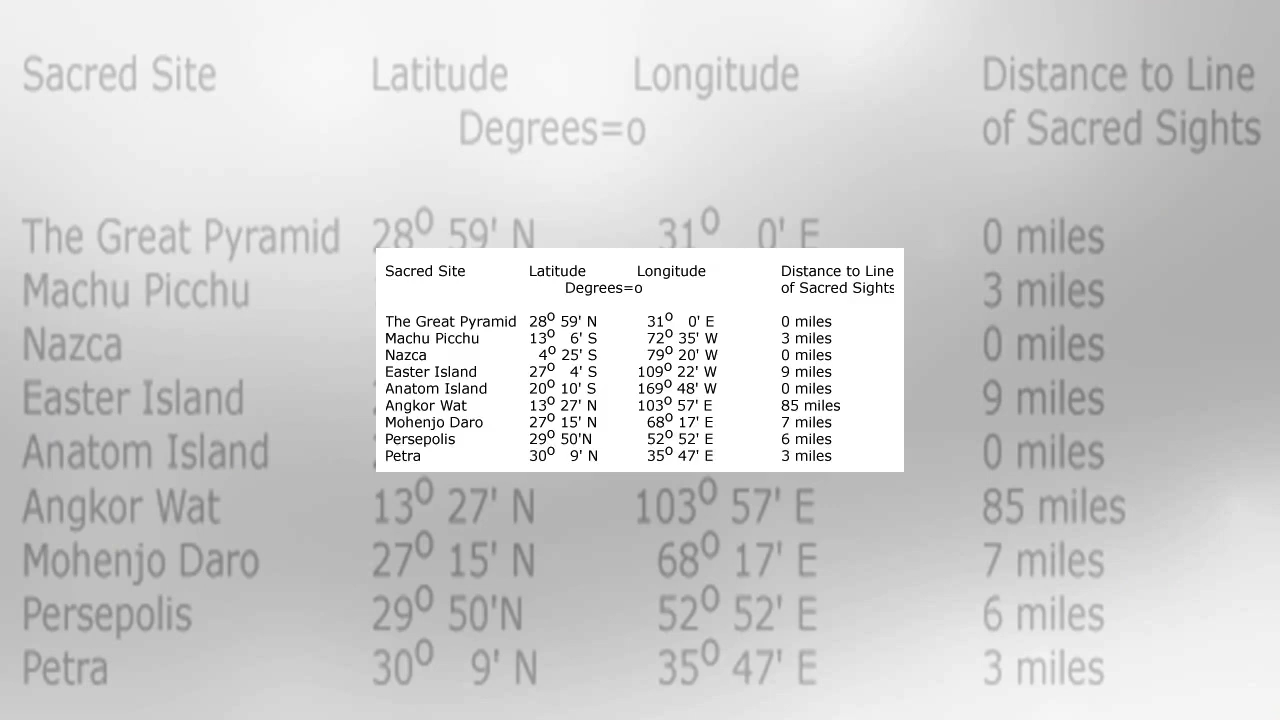 Sacred Site Latitude Longitude Distance to Line
Degrees=o of Sacred Sights
The Great Pyramid 28o 59' N 31o 0' E 0 miles
Machu Picchu 13o 6' S 72o 35' W 3 miles
Nazca 4o 25' S 79o 20' W 0 miles
Easter Island 27o 4' S 109o 22' W 9 miles
Anatom Island 20o 10' S 169o 48' W 0 miles
Angkor Wat 13o 27' N 103o 57' E 85 miles
Mohenjo Daro 27o 15' N 68o 17' E 7 miles
Persepolis 29o 50'N 52o 52' E 6 miles
Petra 30o 9' N 35o 47' E 3 miles